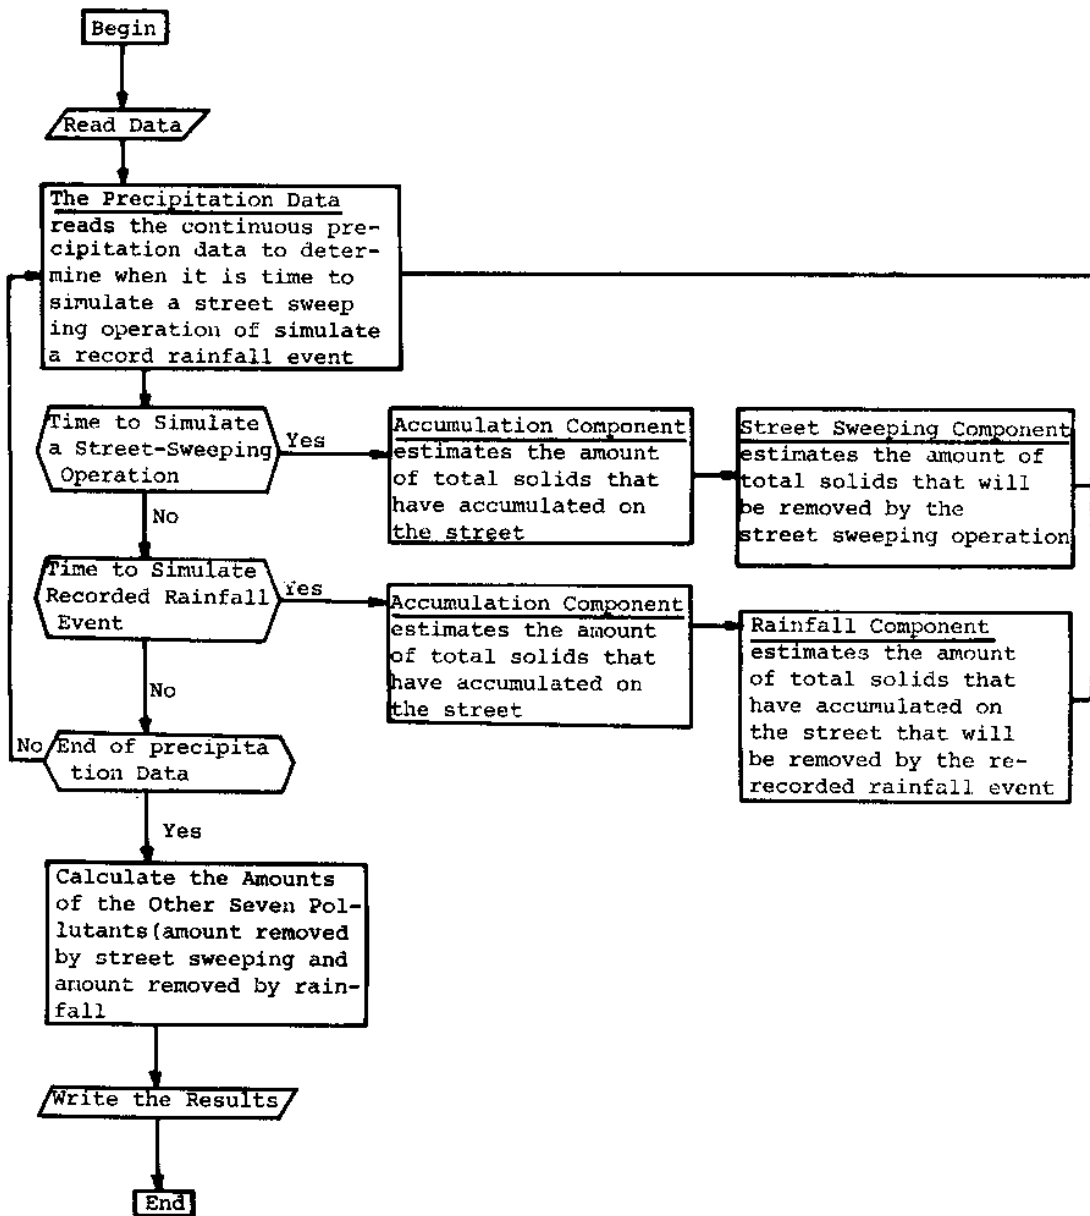 Begin
Read Data
The Precipitation Data
reads the continuous pre-
cipitation data to deter-
mine when it is time to
simulate a street sweep
ing operation of simulate
a record rainfall event
Time to Simulate
a Street-Sweeping
Operation
Yes
Accumulation Component
estimates the amount
of total solids that
have accumulated on
the street
Street Sweeping Component
estimates the amount of
total solids that will
be removed by the
street sweeping operation
No
Time to Simulate
Recorded Rainfall
Event
Yes
Accumulation Component
estimates the amount
of total solids that
have accumulated on
the street
Rainfall Component
estimates the amount
of total solids that
have accumulated on
the street that will
be removed by the re-
recorded rainfall event
No
No
End of precipita
tion Data
Yes
Calculate the Amounts
of the Other Seven Pol-
lutants(amount removed
by street sweeping and
amount removed by rain-
fall
Write the Results
End